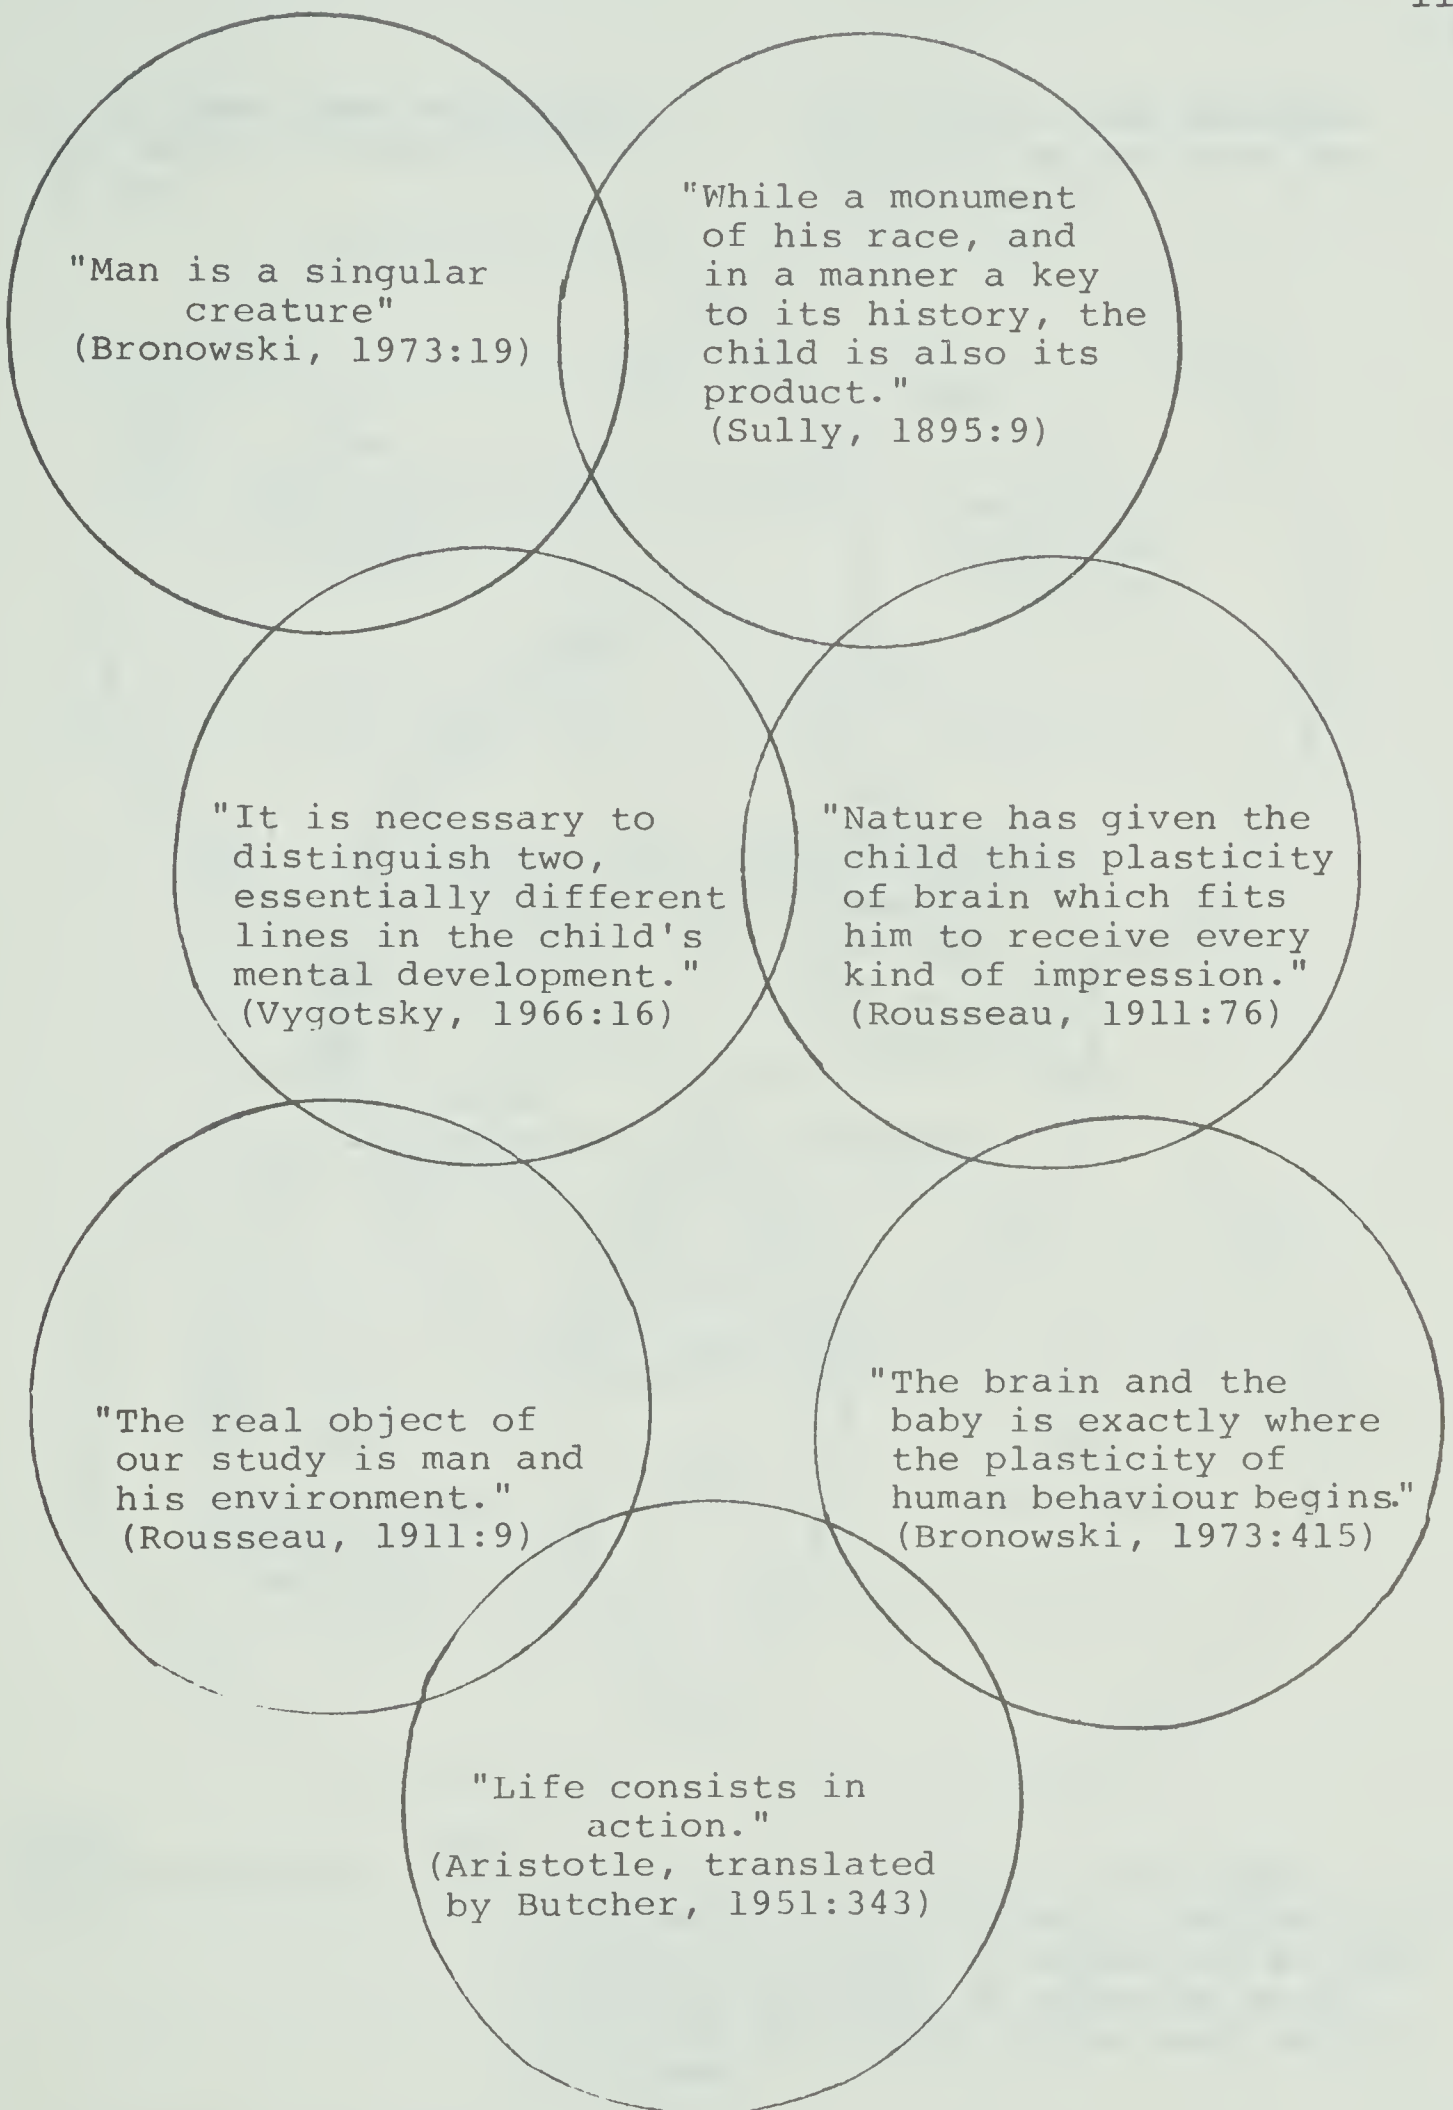 "Man is a singular
creature"
(Bronowski, 1973:19)
"While a monument
of his race, and
in a manner a key
to its history, the
child is also its
product."
(Sully, 1895:9)
"It is necessary to
distinguish two,
essentially different
lines in the child's
mental development."
(Vygotsky, 1966:16)
"Nature has given the
child this plasticity
of brain which fits
him to receive every
kind of impression."
(Rousseau, 1911:76)
"The real object of
our study is man and
his environment."
(Rousseau, 1911:9)
"The brain and the
baby is exactly where
the plasticity of
human behaviour begins."
(Bronowski, 1973:415)
"Life consists in
action."
(Aristotle, translated
by Butcher, 1951:343)